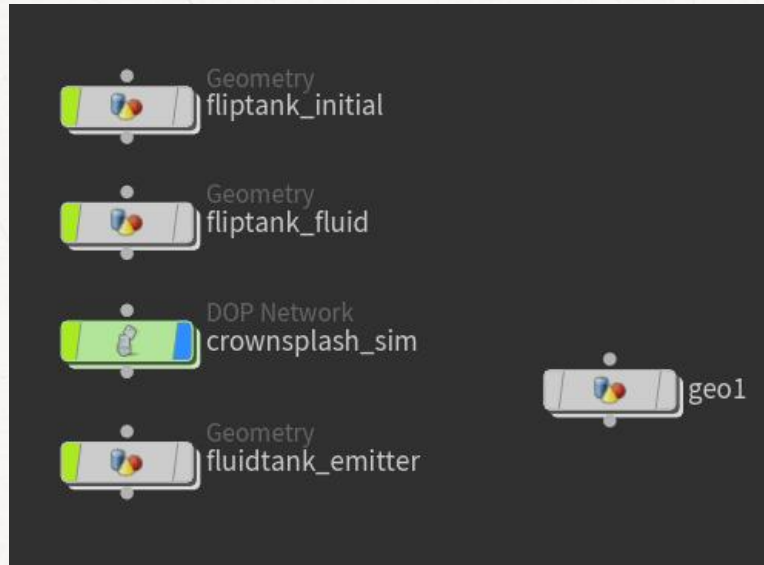 Geometry
fliptank_initial
Geometry
fliptank_fluid
DOP Network
crownsplash_sim
geo1
Geometry
fluidtank_emitter